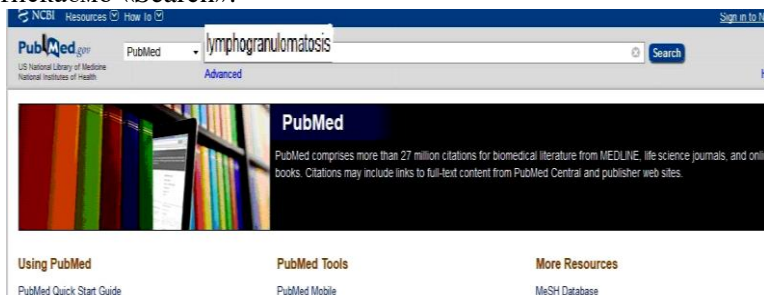 «Search».
NCBI Resources How To Sign in to N
PubMed.gov
US National Library of Medicine
National Institutes of Health
PubMed lymphogranulomatosis Search
Advanced
PubMed
PubMed comprises more than 27 million citations for biomedical literature from MEDLINE, life science journals, and onli
books. Citations may include links to full-text content from PubMed Central and publisher web sites.
Using PubMed PubMed Tools More Resources
PubMed Quick Start Guide PubMed Mobile MeSH Database